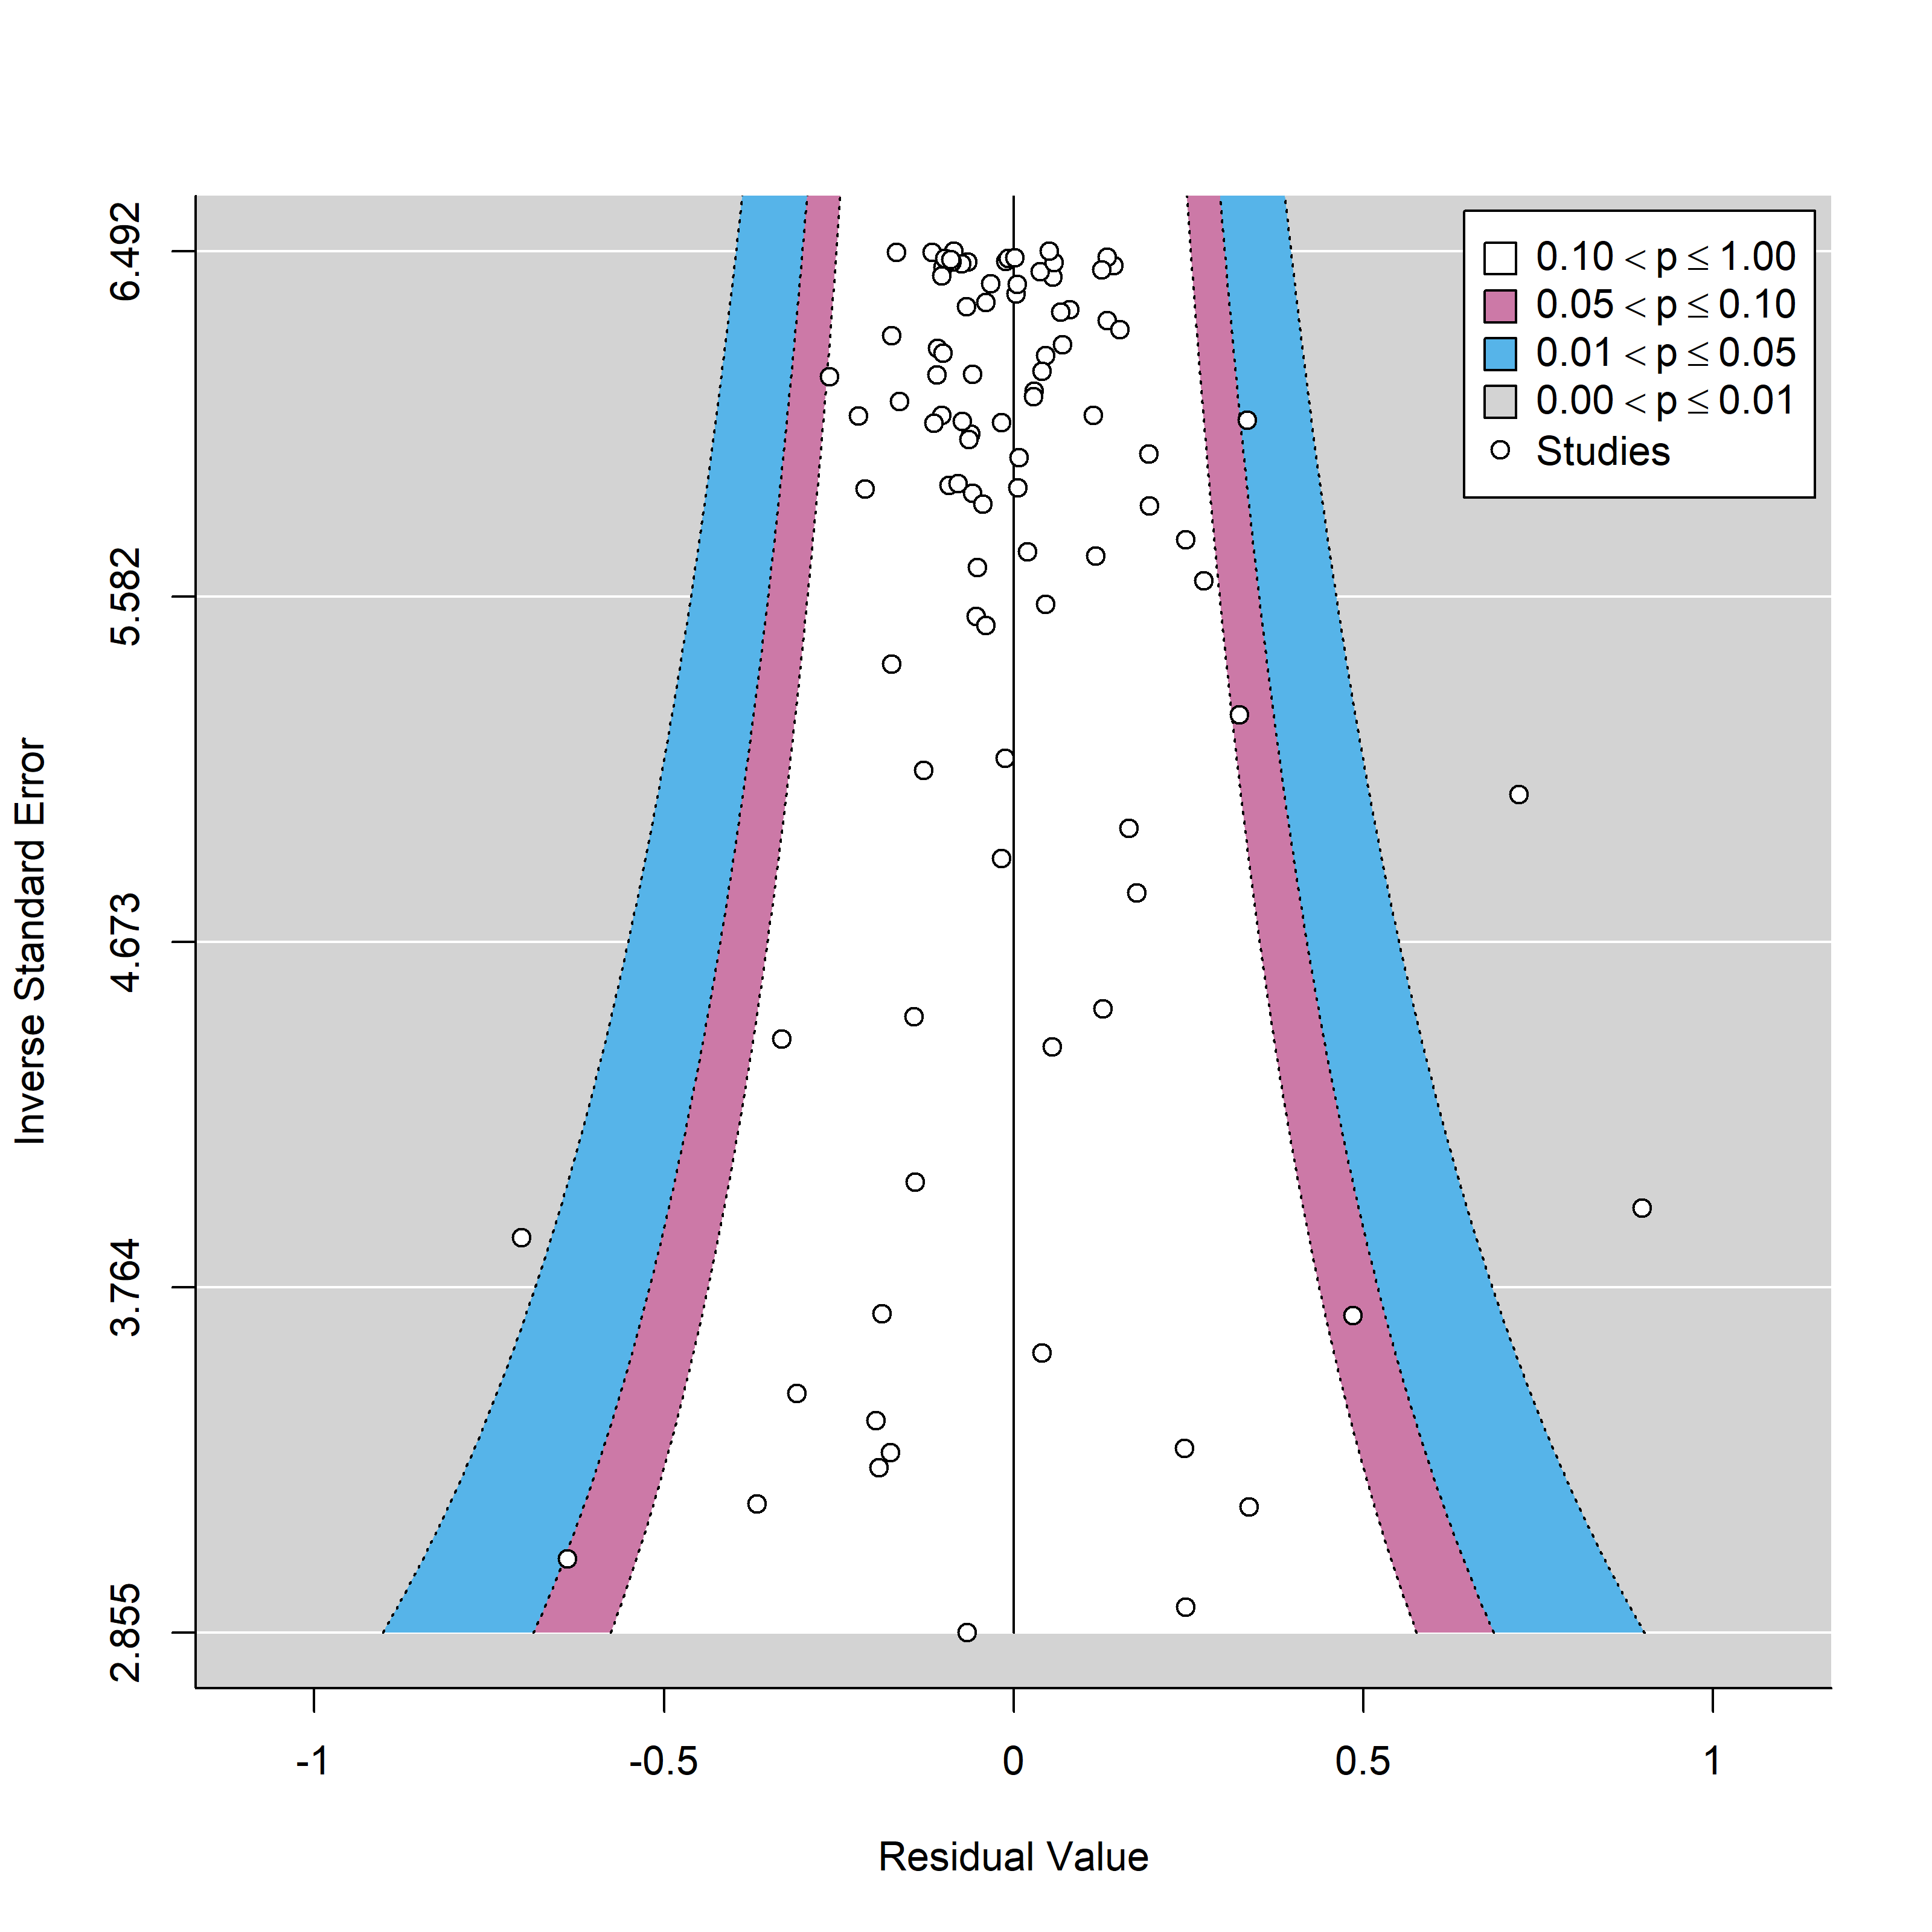 0.10 < p ≤ 1.00
0.05 < p ≤ 0.10
0.01 < p ≤ 0.05
0.00 < p ≤ 0.01
Studies
6.492
5.582
4.673
3.764
2.855
Inverse Standard Error
-1
-0.5
0
0.5
1
Residual Value